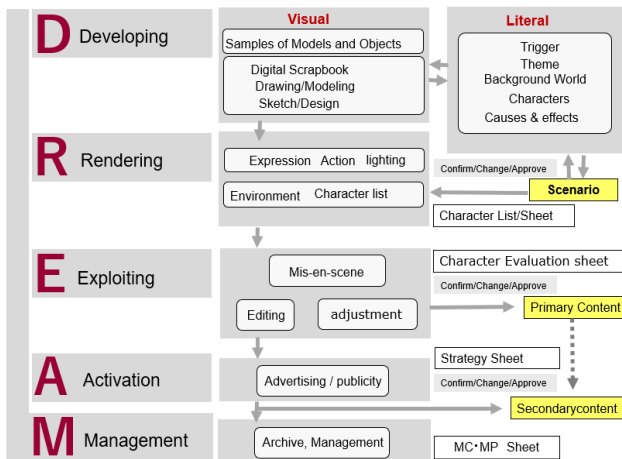 Visual
Literal
D Developing
Samples of Models and Objects
Digital Scrapbook
Drawing/Modeling
Sketch/Design
Trigger
Theme
Background World
Characters
Causes & effects
R Rendering
Expression Action lighting
Environment Character list
Confirm/Change/Approve
Scenario
Character List/Sheet
E Exploiting
Mis-en-scene
Editing
adjustment
Character Evaluation sheet
Confirm/Change/Approve
Primary Content
A Activation
Advertising / publicity
Strategy Sheet
Confirm/Change/Approve
Secondarycontent
M Management
Archive, Management
MC・MP Sheet